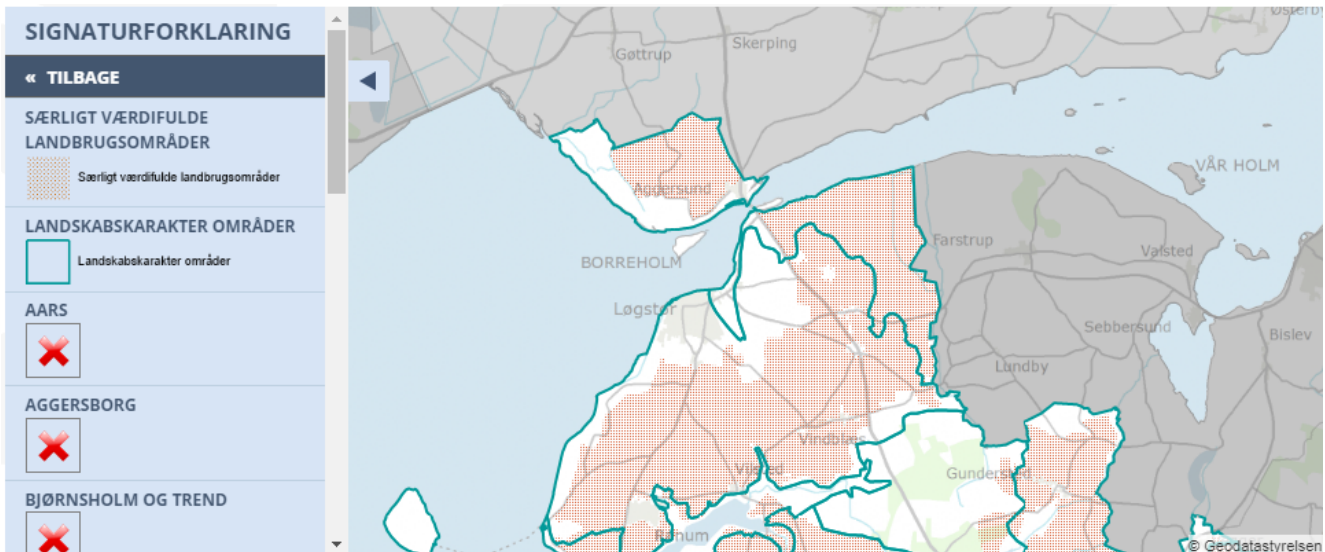 SIGNATURFORKLARING
« TILBAGE
SÆRLIGT VÆRDIFULDE
LANDBRUGSOMRÅDER
Særligt værdifulde landbrugsområder
LANDSKABSKARAKTER OMRÅDER
Landskabskarakter områder
AARS
AGGERSBORG
BJØRNSHOLM OG TREND
Østerby
Skerping
Gøttrup
VÅR HOLM
Aggersund
Farstrup
Valsted
BORREHOLM
Løgstør
Sebbersund
Bislev
Lundby
Vindblæs
Vilsted
Gundersted
Ranum
© Geodatastyrelsen